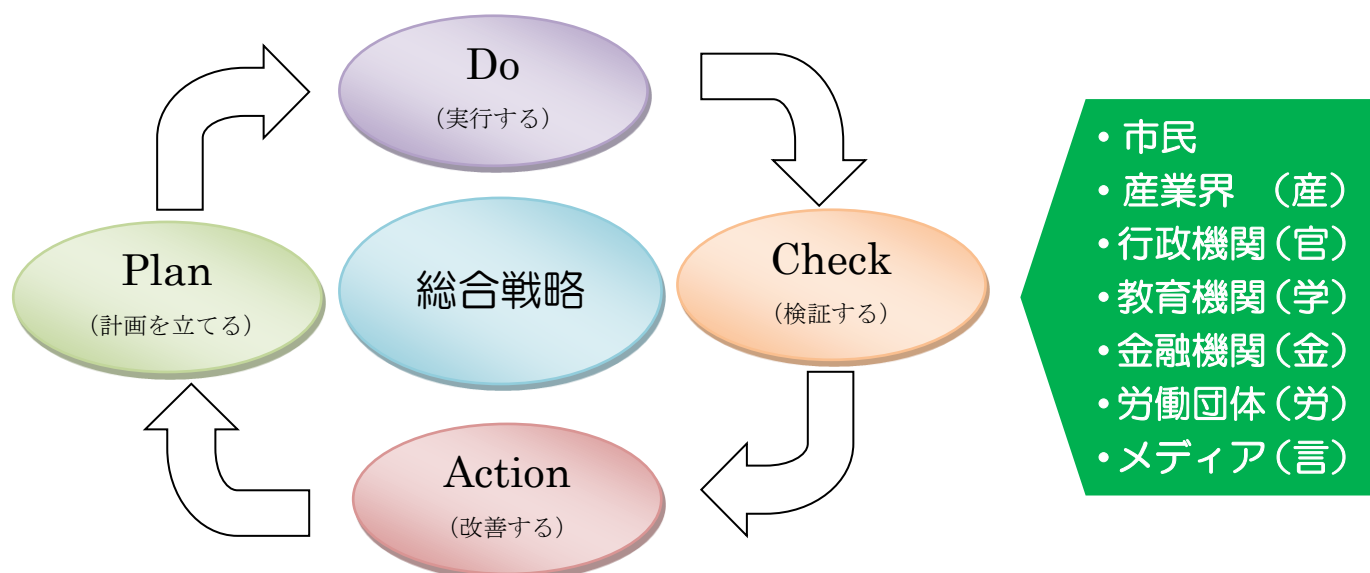 Do
（実行する）
Plan
（計画を立てる）
総合戦略
Check
（検証する）
Action
（改善する）
・市民
・産業界　（産）
・行政機関（官）
・教育機関（学）
・金融機関（金）
・労働団体（労）
・メディア（言）